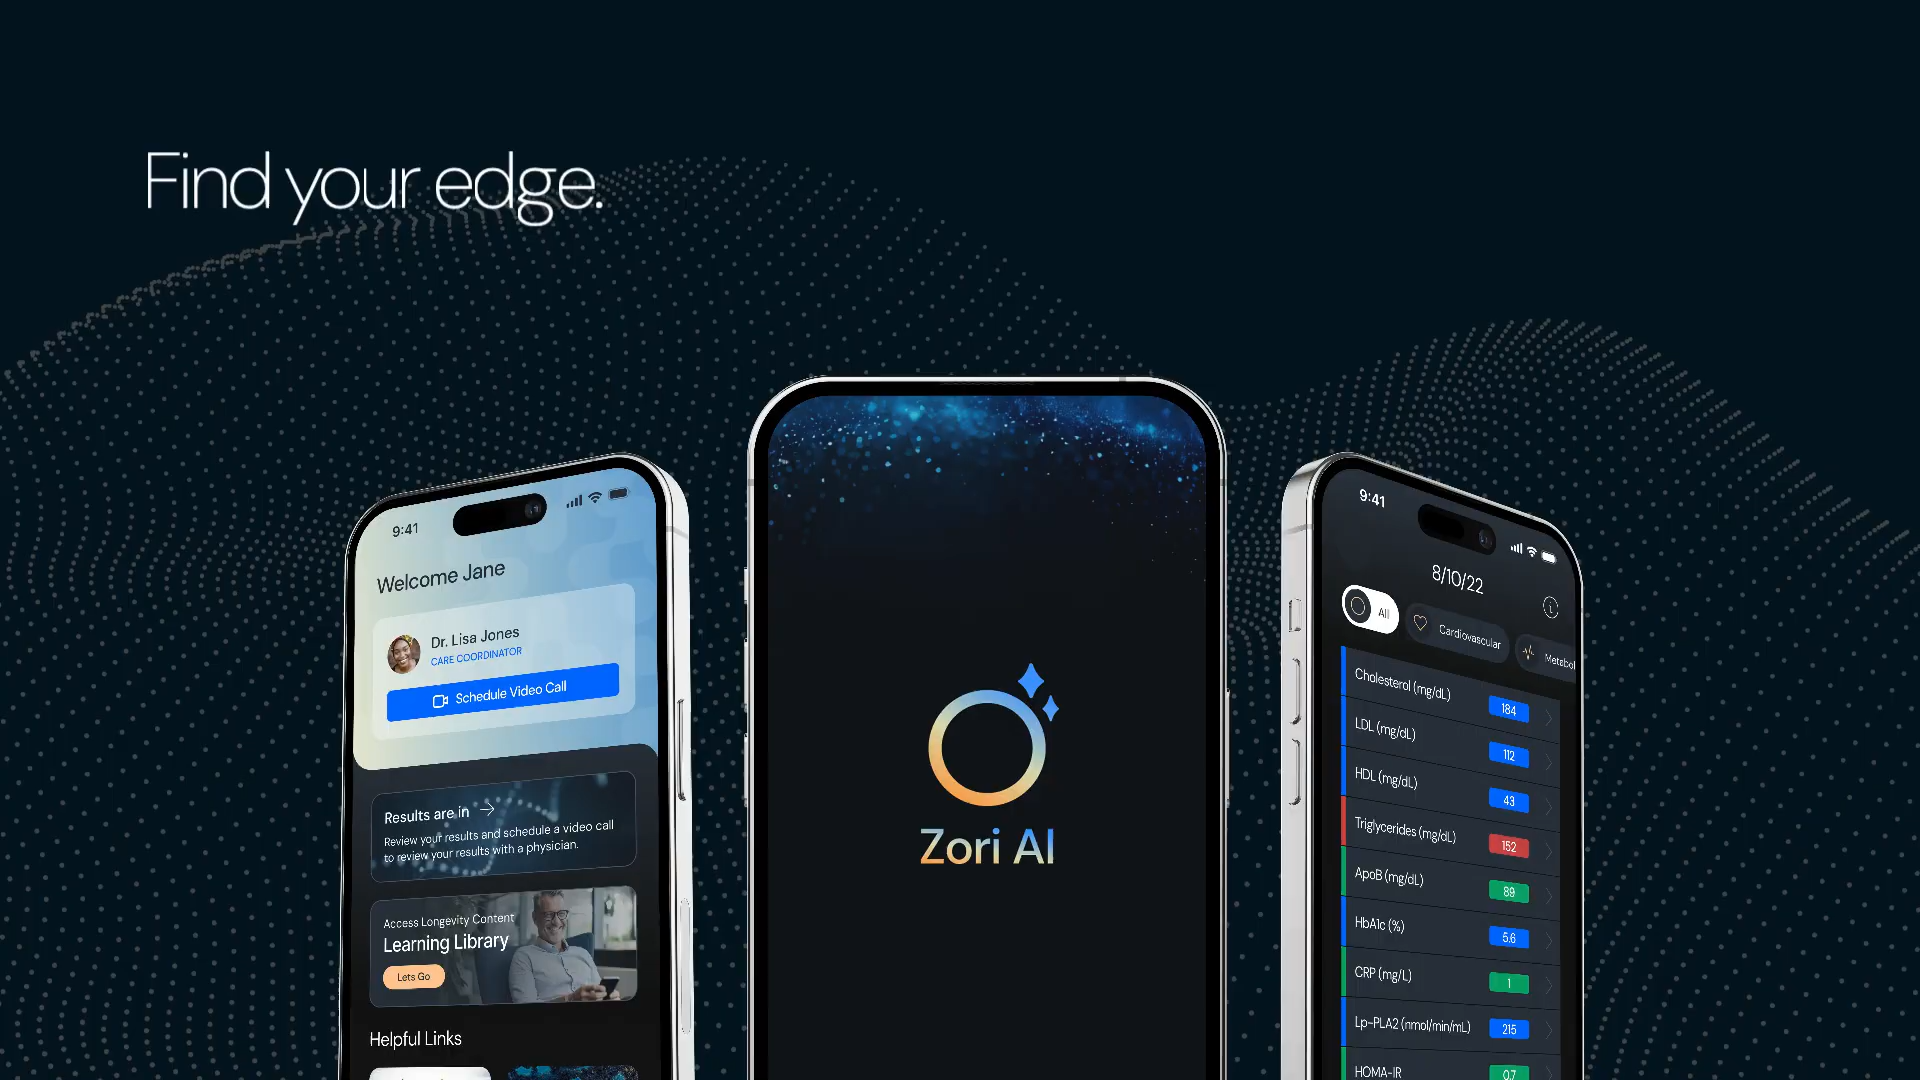 Find your edge.
9:41
Welcome Jane
Dr. Lisa Jones
CARE COORDINATOR
Schedule Video Call
Results are in
Review your results and schedule a video call
to review your results with a physician.
Access Longevity Content
Learning Library
Lets Go
Helpful Links
Zori AI
9:41
8/10/22
All
Cardiovascular
Metabol
Cholesterol (mg/dL)
184
LDL (mg/dL)
112
HDL (mg/dL)
43
Triglycerides (mg/dL)
152
ApoB (mg/dL)
89
HbA1c (%)
5.6
CRP (mg/L)
1
Lp-PLA2 (nmol/min/mL)
215
HOMA-IR
0.7